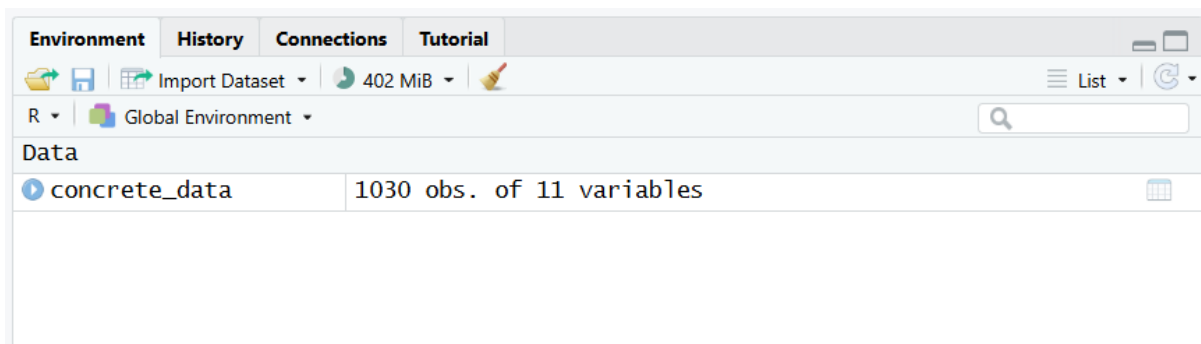 Environment History Connections Tutorial
Import Dataset 402 MiB List
R Global Environment
Data
concrete_data 1030 obs. of 11 variables